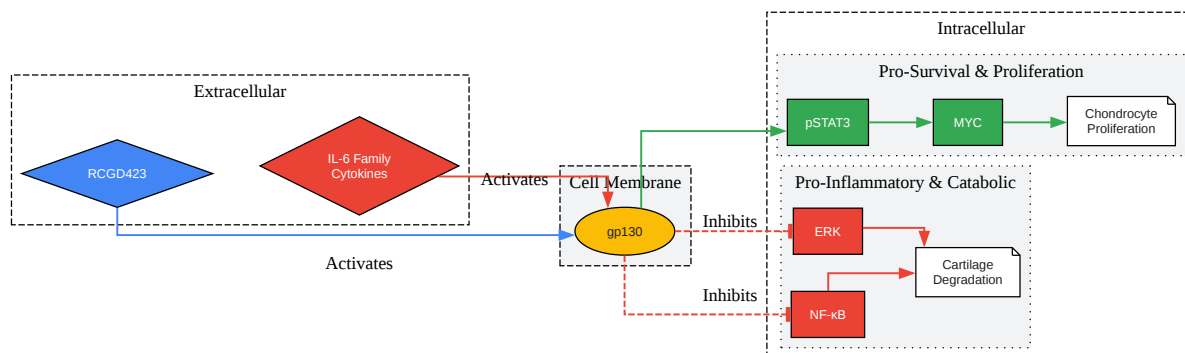 Intracellular
Pro-Survival & Proliferation
Extracellular
pSTAT3
MYC
Chondrocyte
Proliferation
RCGD423
IL-6 Family
Cytokines
Activates
Cell Membrane
Pro-Inflammatory & Catabolic
gp130
Inhibits
ERK
Activates
Cartilage
Degradation
Inhibits
NF-κB